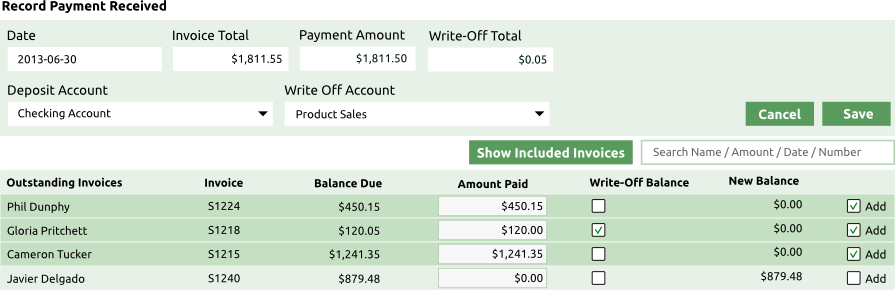 Record Payment Received
Date Invoice Total Payment Amount Write-Off Total
2013-06-30 $1,811.55 $1,811.50 $0.05
Deposit Account Write Off Account
Checking Account Product Sales Cancel Save
Show Included Invoices Search Name / Amount / Date / Number
Outstanding Invoices Invoice Balance Due Amount Paid Write-Off Balance New Balance
Phil Dunphy S1224 $450.15 $450.15 $0.00 Add
Gloria Pritchett S1218 $120.05 $120.00 $0.00 Add
Cameron Tucker S1215 $1,241.35 $1,241.35 $0.00 Add
Javier Delgado S1240 $879.48 $0.00 $879.48 Add